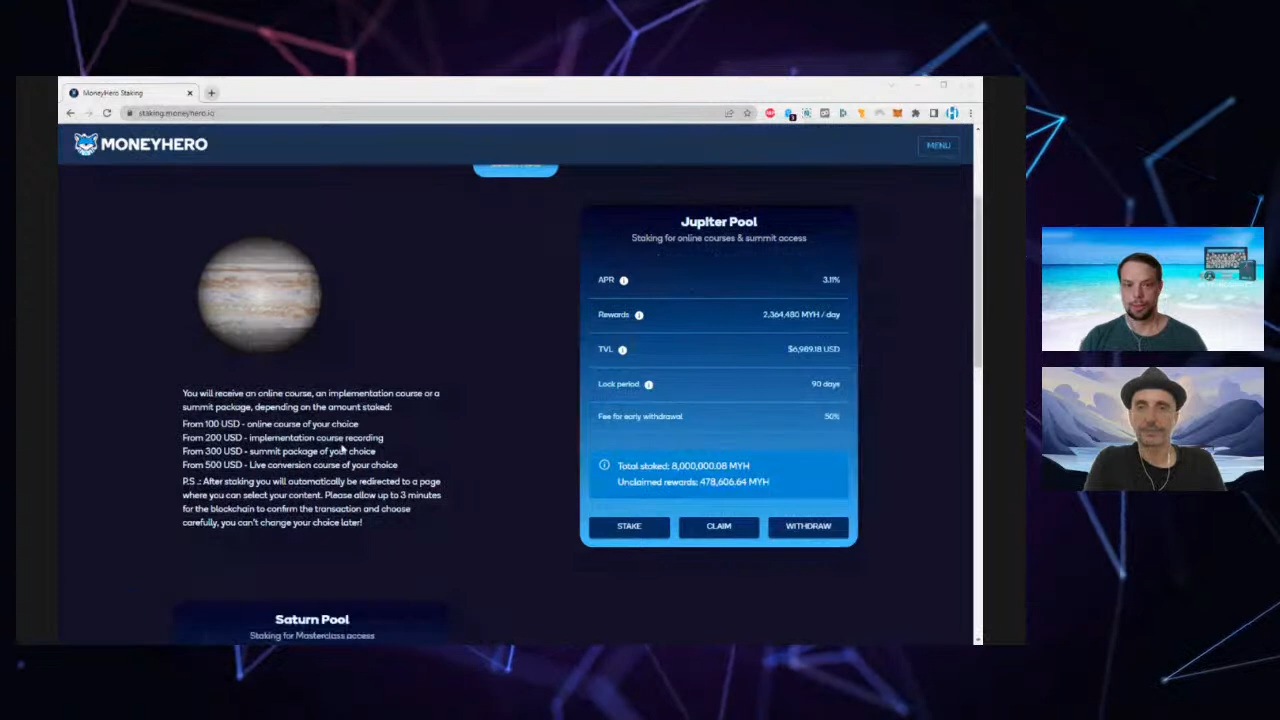 MoneyHero Staking
staking.moneyhero.io
MONEYHERO
MENU
Jupiter Pool
Staking for online courses & summit access
APR
3.11%
Rewards
2,364,480 MYH / day
TVL
$6,989.18 USD
Lock period
90 days
Fee for early withdrawal
50%
Total staked: 8,000,000.08 MYH
Unclaimed rewards: 478,606.64 MYH
STAKE
CLAIM
WITHDRAW
You will receive an online course, an implementation course or a
summit package, depending on the amount staked:
From 100 USD - online course of your choice
From 200 USD - implementation course recording
From 300 USD - summit package of your choice
From 500 USD - Live conversion course of your choice
P.S .: After staking you will automatically be redirected to a page
where you can select your content. Please allow up to 3 minutes
for the blockchain to confirm the transaction and choose
carefully, you can't change your choice later!
Saturn Pool
Staking for Masterclass access